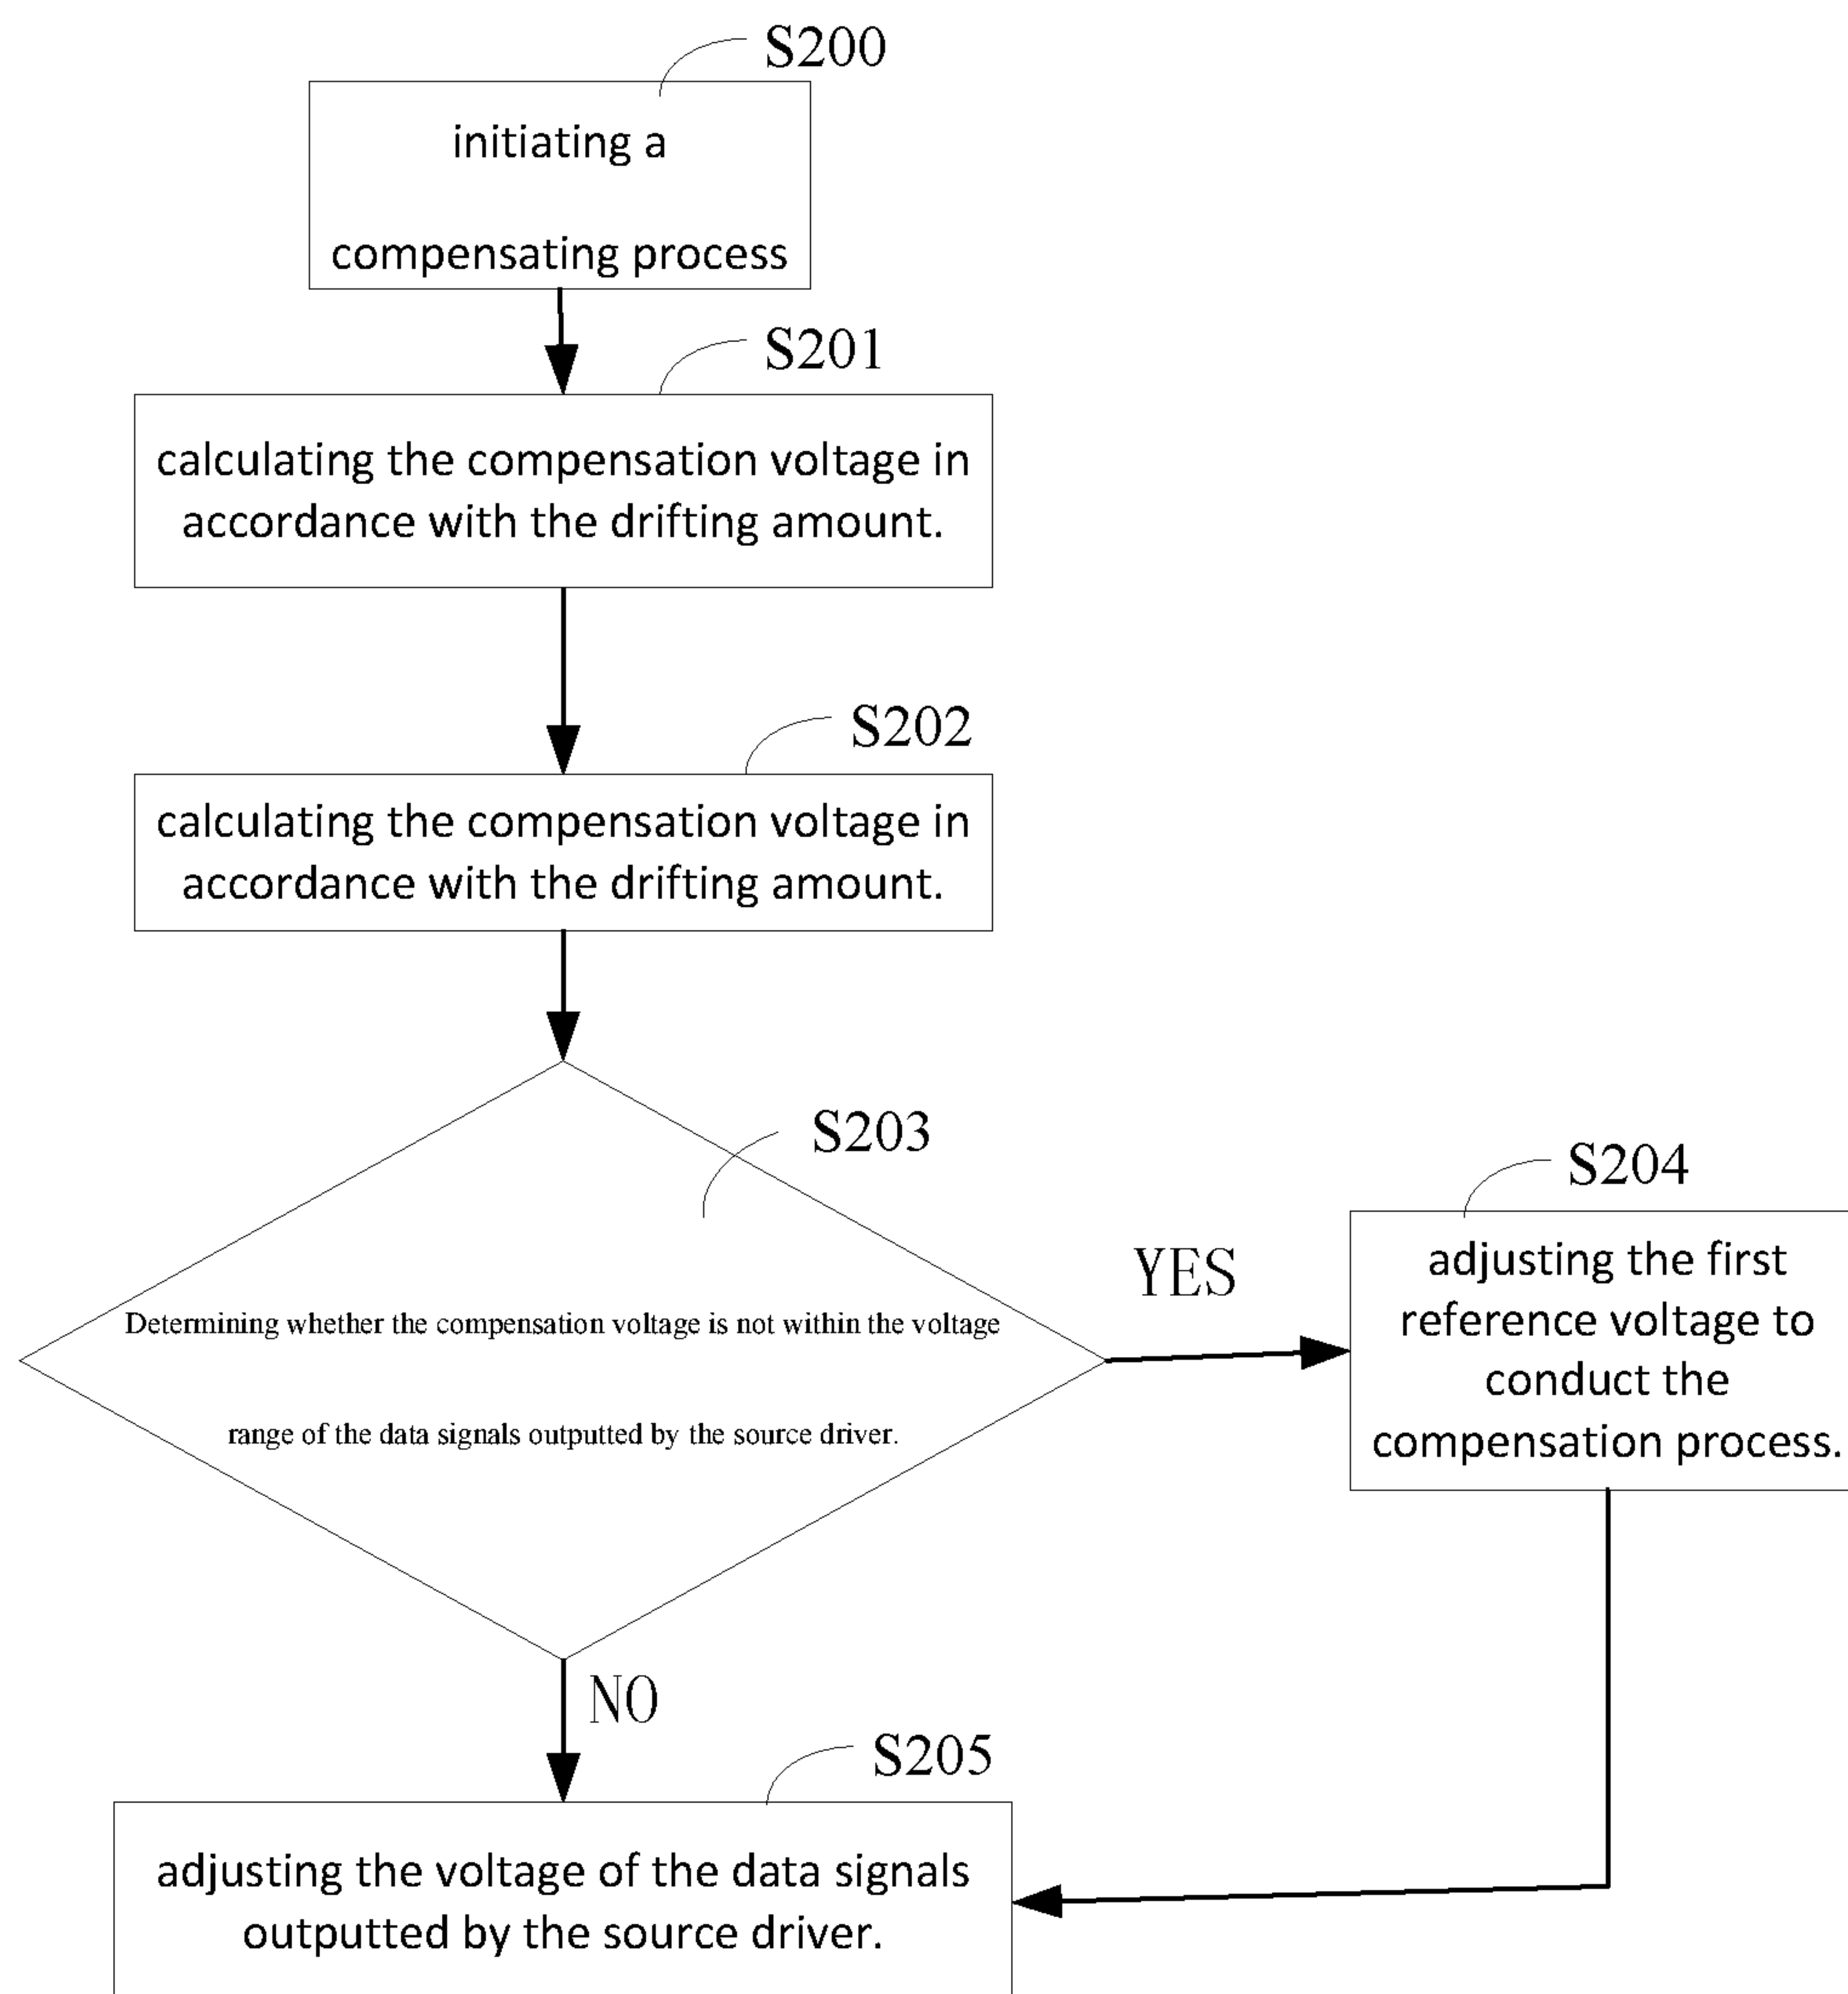 S200
initiating a
compensating process
S201
calculating the compensation voltage in
accordance with the drifting amount.
S202
calculating the compensation voltage in
accordance with the drifting amount.
S203
Determining whether the compensation voltage is not within the voltage
range of the data signals outputted by the source driver.
YES
S204
adjusting the first
reference voltage to
conduct the
compensation process.
NO
S205
adjusting the voltage of the data signals
outputted by the source driver.